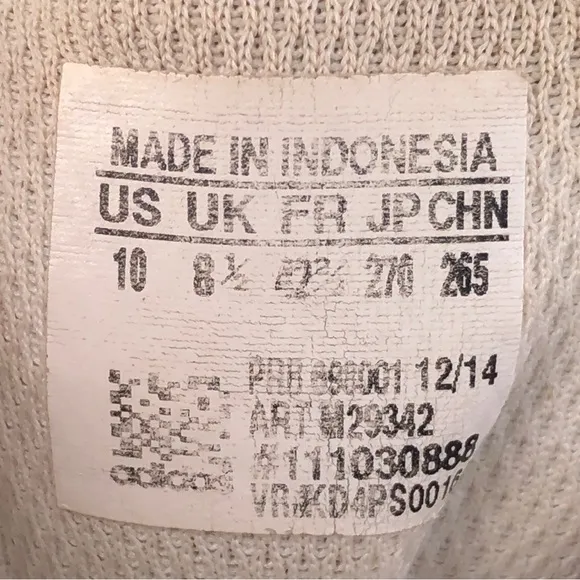 MADE IN INDONESIA
US UK FR JP CHN
10 8½ 270 265
12/14
ART M29342
#111030888
adidas